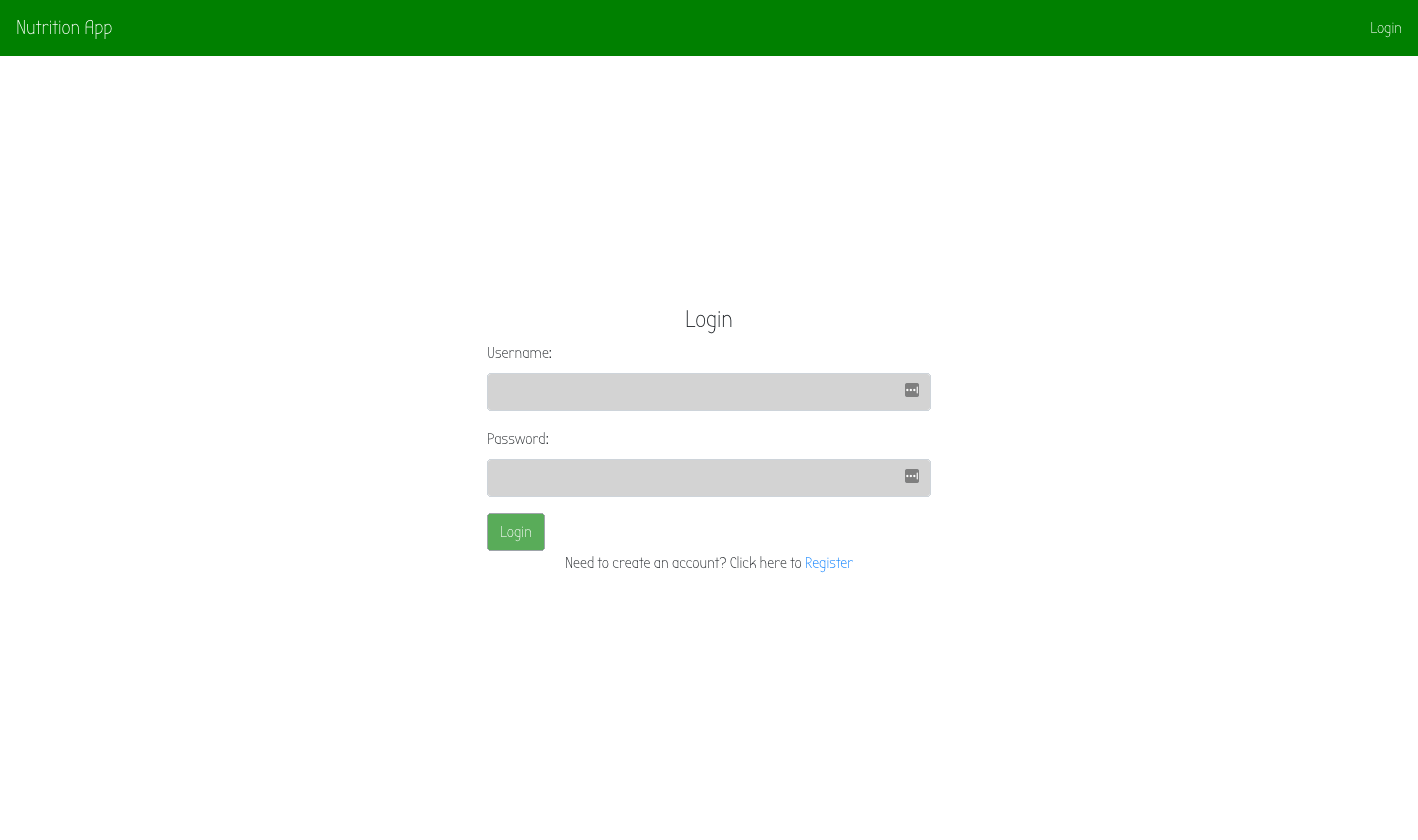 Nutrition App
Login
Login
Username:
Password:
Login
Need to create an account? Click here to Register